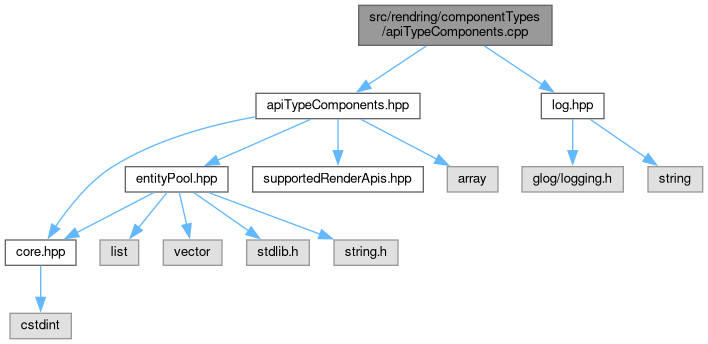 src/rendring/componentTypes
/apiTypeComponents.cpp
apiTypeComponents.hpp
log.hpp
entityPool.hpp
supportedRenderApis.hpp
array
glog/logging.h
string
core.hpp
list
vector
stdlib.h
string.h
cstdint